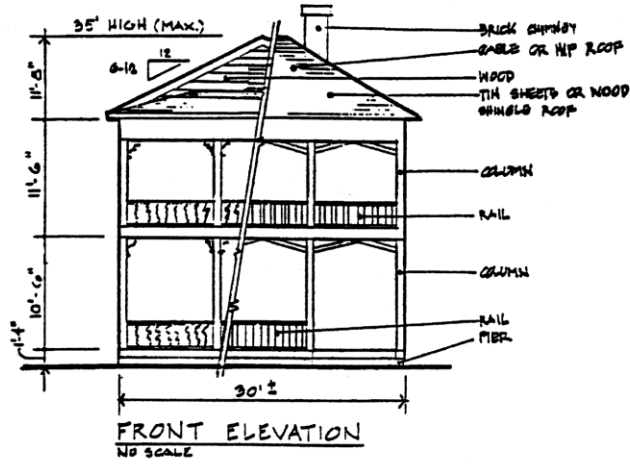 35' HIGH (MAX.)
12
6-12
11'-8"
11'-6"
10'-6"
1'-4"
BRICK CHIMNEY
GABLE OR HIP ROOF
WOOD
TIN SHEETS OR WOOD
SHINGLE ROOF
COLUMN
RAIL
COLUMN
RAIL
PIER
30' ±
FRONT ELEVATION
NO SCALE